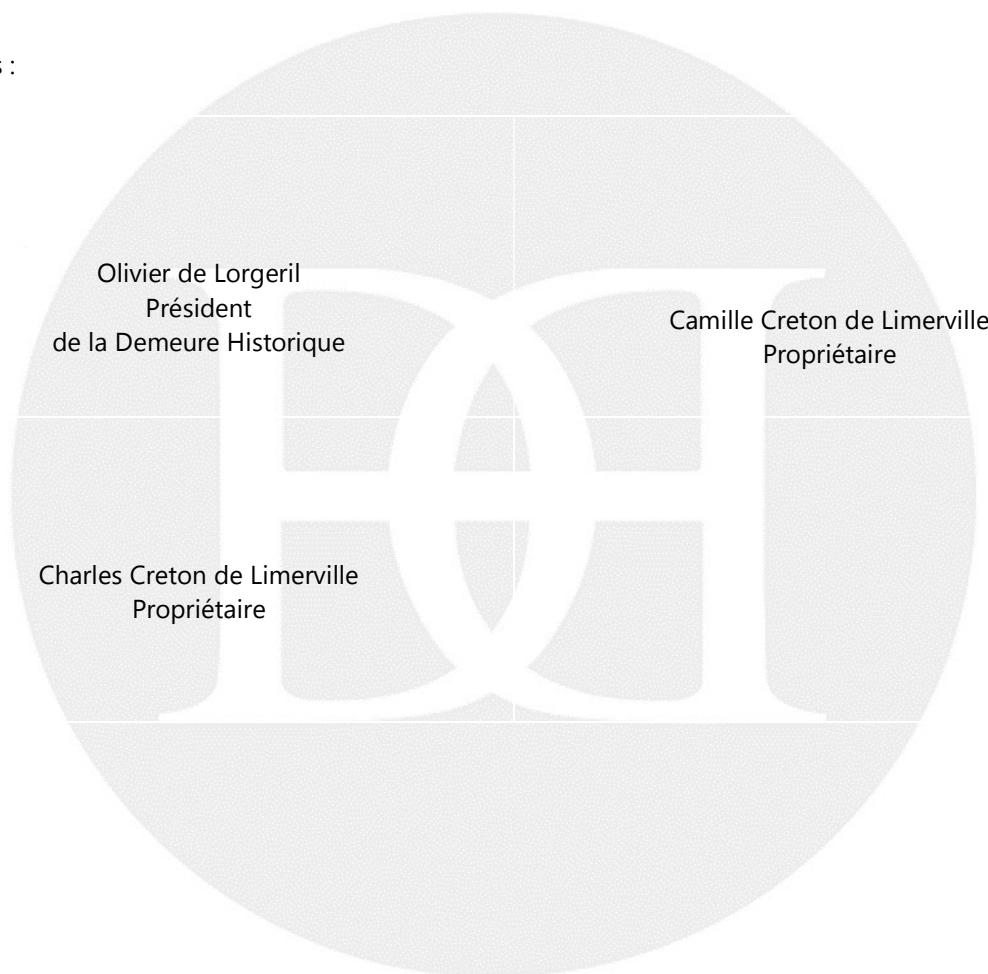 s :
Olivier de Lorgeril
Président
de la Demeure Historique
Camille Creton de Limerville
Propriétaire
Charles Creton de Limerville
Propriétaire